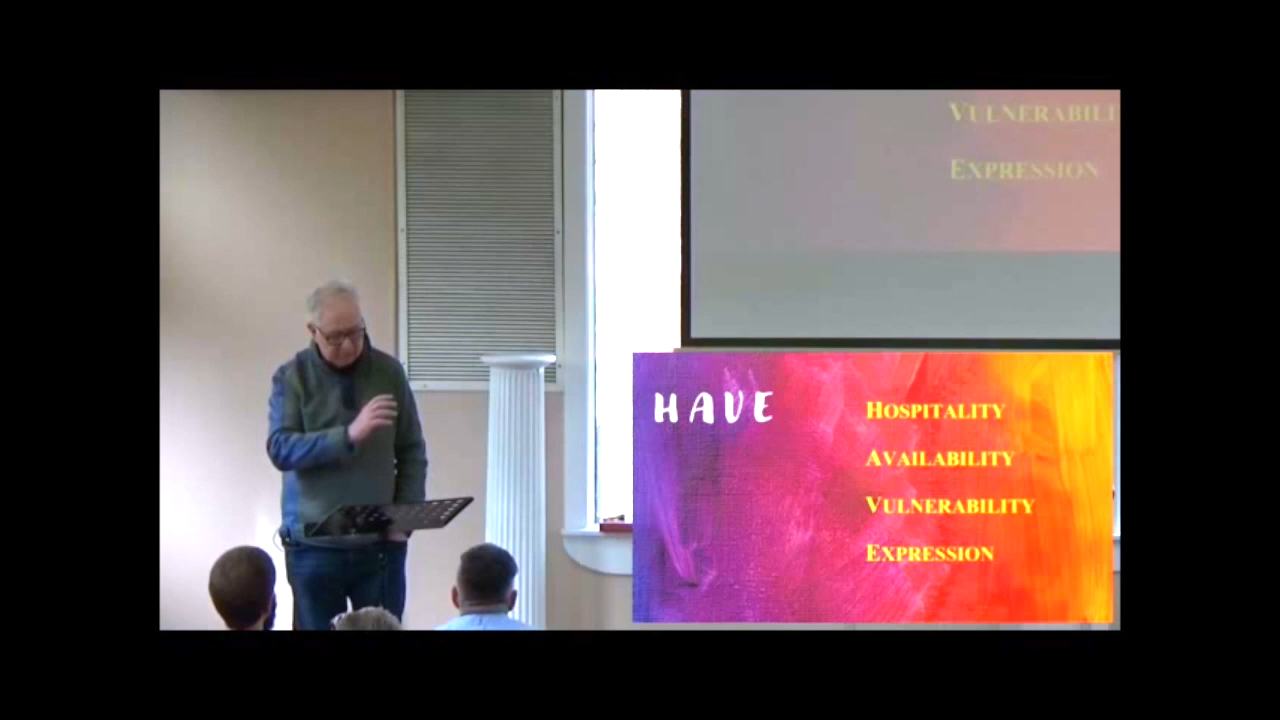 VULNERABILI
EXPRESSION
HAVE
HOSPITALITY
AVAILABILITY
VULNERABILITY
EXPRESSION